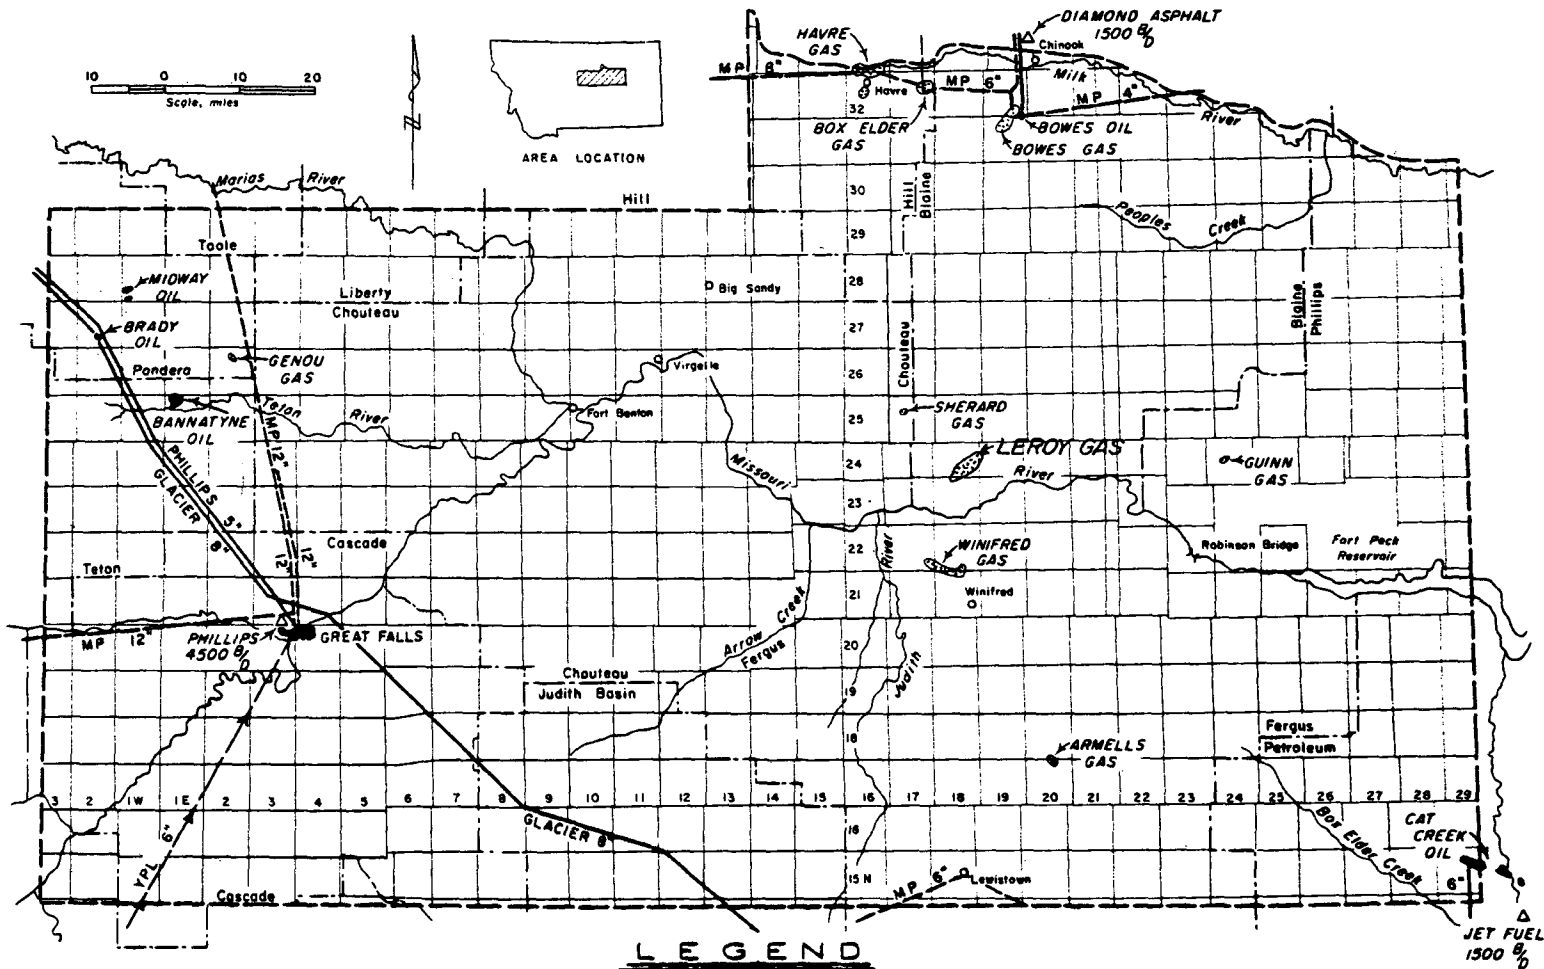 DIAMOND ASPHALT
1500 B/D
HAVRE
GAS
Chinook
MP 8"
Havre
MP 6"
Milk
MP 4"
River
10 0 10 20
Scale, miles
AREA LOCATION
32
BOX ELDER
GAS
BOWES OIL
BOWES GAS
Marias River
Hill
30
Hill
Blaine
Peoples Creek
Toole
29
MIDWAY
OIL
Liberty
Chouteau
Big Sandy
28
Blaine
Phillips
BRADY
OIL
27
GENOU
GAS
Pondera
Virgelle
26
Chouteau
BANNATYNE
OIL
Teton River
MP 12"
Fort Benton
25
SHERARD
GAS
PHILLIPS 5"
GLACIER 8"
Missouri
24
LEROY GAS
River
GUINN
GAS
23
12"
12"
Cascade
22
River
WINIFRED
GAS
Robinson Bridge
Fort Peck
Reservoir
Teton
21
Winifred
MP 12"
PHILLIPS
4500 B/D
GREAT FALLS
Arrow Creek
Fergus
20
Judith
Chouteau
Judith Basin
19
18
ARMELLS
GAS
Fergus
Petroleum
3 2 1W 1E 2 3 4 5 6 7 8 9 10 11 12 13 14 15 16 17 18 19 20 21 22 23 24 25 26 27 28 29
YPL 6"
GLACIER 8"
16
Box Elder Creek
CAT
CREEK
OIL
15 N
MP 6"
Lewistown
6"
Cascade
JET FUEL
1500 B/D
LEGEND